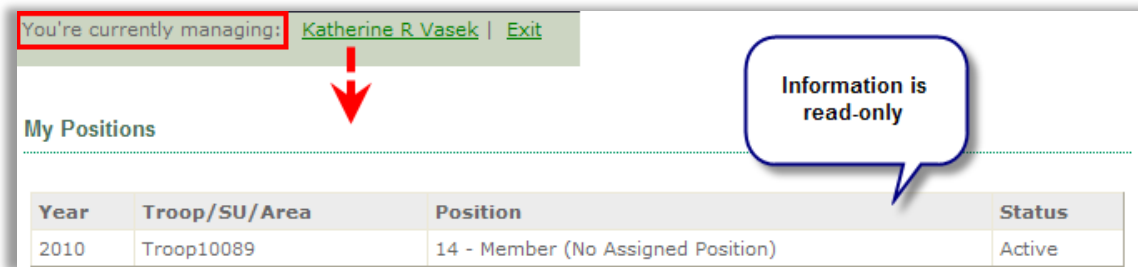 You're currently managing: Katherine R Vasek | Exit
Information is
read-only
My Positions
Year Troop/SU/Area Position Status
2010 Troop10089 14 - Member (No Assigned Position) Active